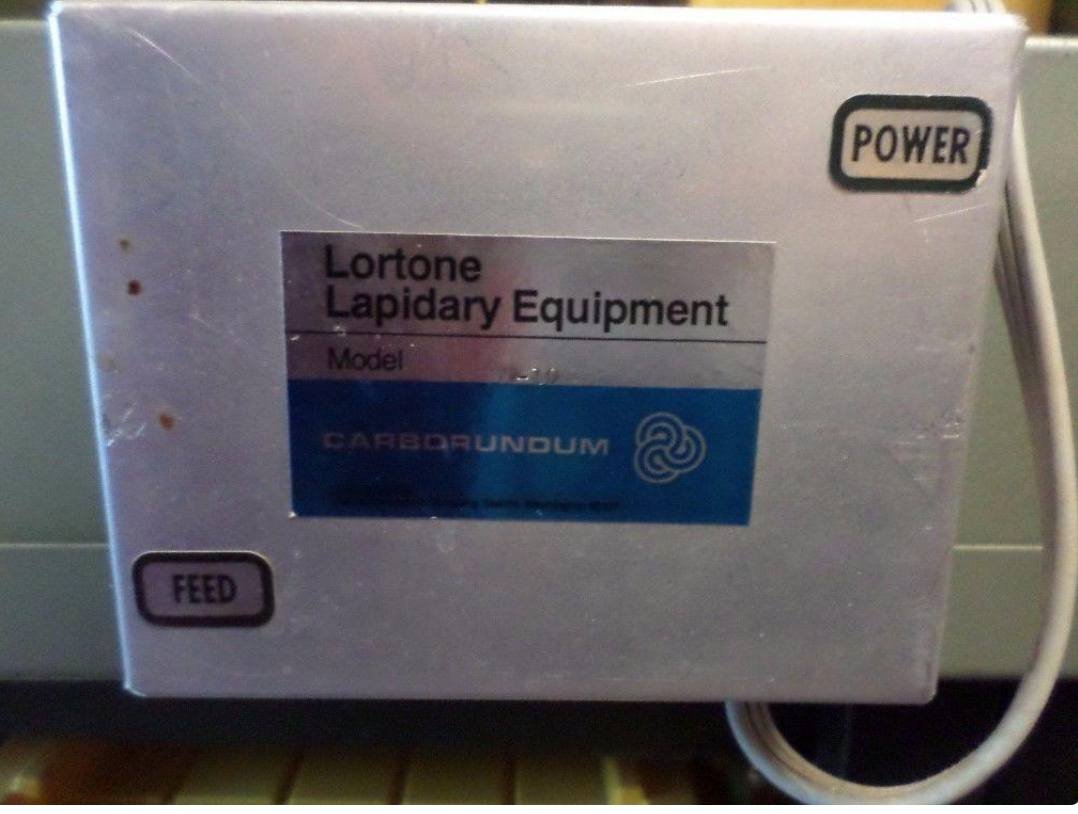 POWER
Lortone
Lapidary Equipment
Model
CARBORUNDUM
FEED